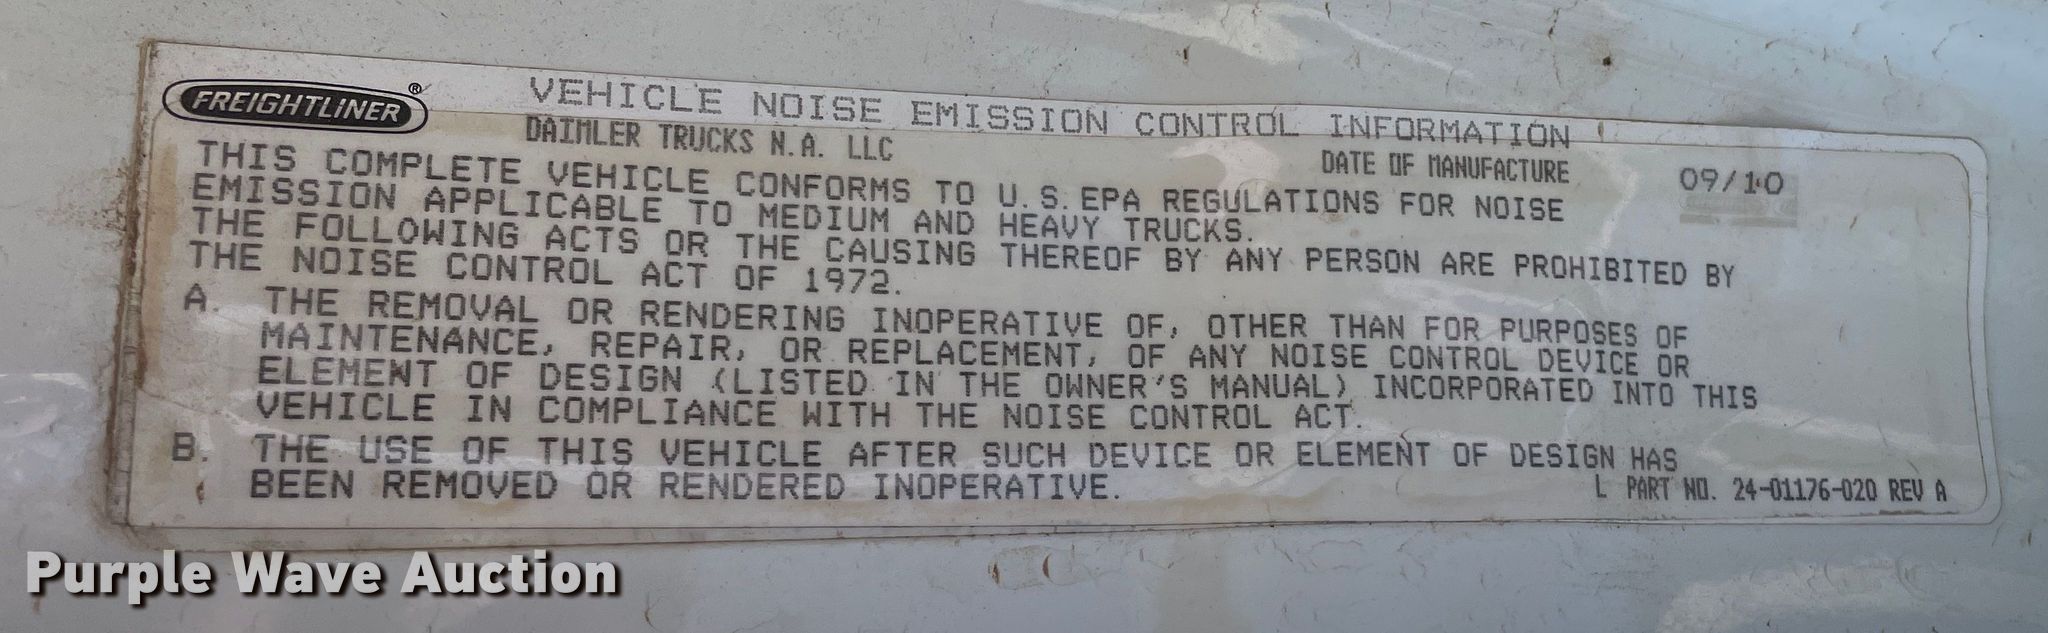 FREIGHTLINER®
VEHICLE NOISE EMISSION CONTROL INFORMATION
DAIMLER TRUCKS N.A. LLC
DATE OF MANUFACTURE 09/10
THIS COMPLETE VEHICLE CONFORMS TO U.S.EPA REGULATIONS FOR NOISE
EMISSION APPLICABLE TO MEDIUM AND HEAVY TRUCKS.
THE FOLLOWING ACTS OR THE CAUSING THEREOF BY ANY PERSON ARE PROHIBITED BY
THE NOISE CONTROL ACT OF 1972.
A. THE REMOVAL OR RENDERING INOPERATIVE OF, OTHER THAN FOR PURPOSES OF
MAINTENANCE, REPAIR, OR REPLACEMENT, OF ANY NOISE CONTROL DEVICE OR
ELEMENT OF DESIGN (LISTED IN THE OWNER'S MANUAL) INCORPORATED INTO THIS
VEHICLE IN COMPLIANCE WITH THE NOISE CONTROL ACT.
B. THE USE OF THIS VEHICLE AFTER SUCH DEVICE OR ELEMENT OF DESIGN HAS
BEEN REMOVED OR RENDERED INOPERATIVE.
L PART NO. 24-01176-020 REV A
Purple Wave Auction